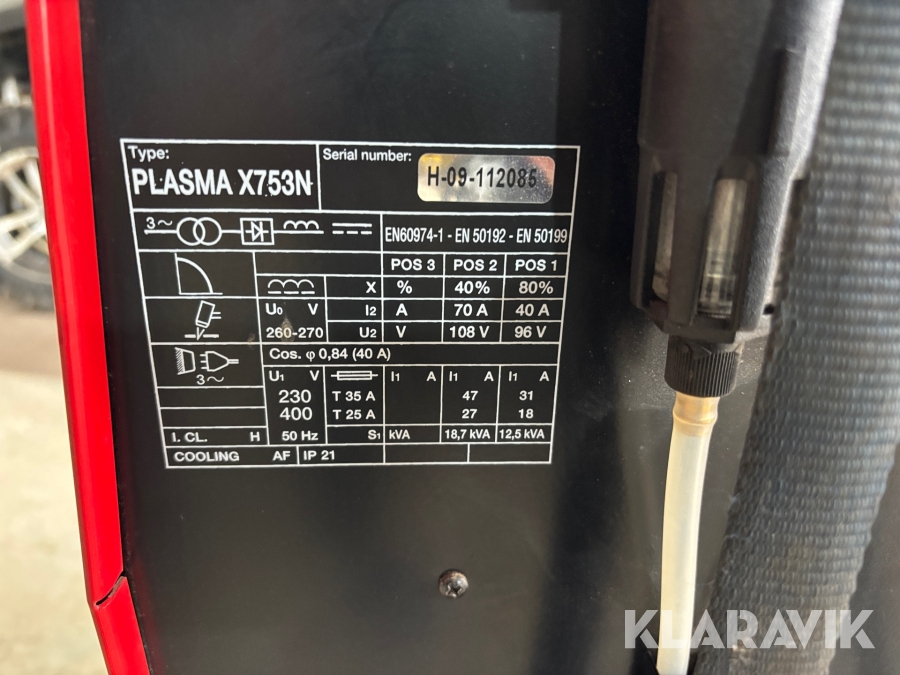 Type:
PLASMA X753N
Serial number:
H-09-112085
3~
EN60974-1 - EN 50192 - EN 50199
POS 3 POS 2 POS 1
X % 40% 80%
U0 V I2 A 70 A 40 A
260-270 U2 V 108 V 96 V
Cos. φ 0,84 (40 A)
3~
U1 V I1 A I1 A I1 A
230 T 35 A 47 31
400 T 25 A 27 18
I. CL. H 50 Hz S1 kVA 18,7 kVA 12,5 kVA
COOLING AF IP 21
KLARAVIK